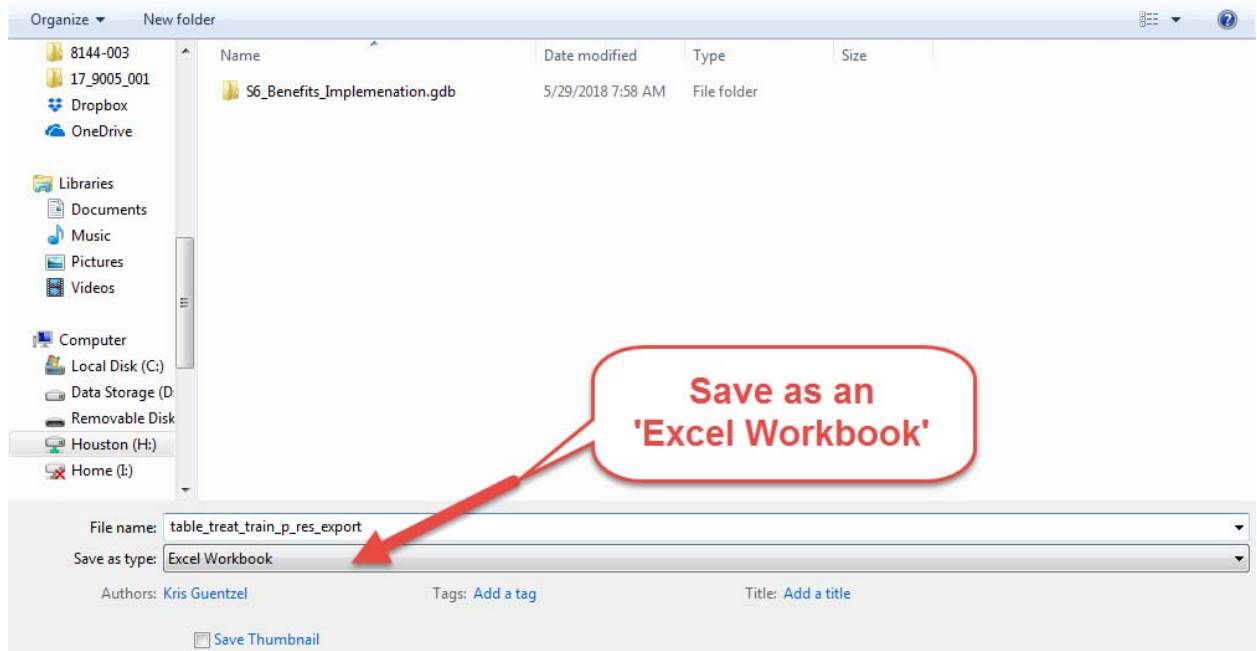 Organize New folder
8144-003
17_9005_001
Dropbox
OneDrive
Libraries
Documents
Music
Pictures
Videos
Computer
Local Disk (C:)
Data Storage (D:
Removable Disk
Houston (H:)
Home (I:)
Name Date modified Type Size
S6_Benefits_Implemenation.gdb 5/29/2018 7:58 AM File folder
Save as an
'Excel Workbook'
File name: table_treat_train_p_res_export
Save as type: Excel Workbook
Authors: Kris Guentzel Tags: Add a tag Title: Add a title
Save Thumbnail